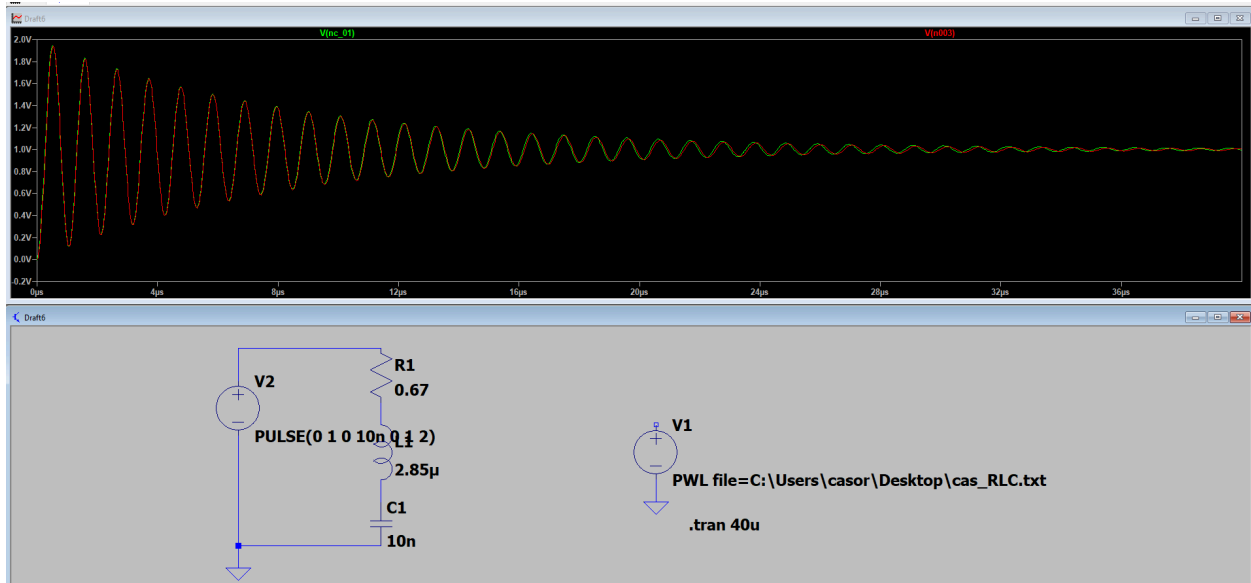 Draft6
V(nc_01) V(n003)
2.0V
1.8V
1.6V
1.4V
1.2V
1.0V
0.8V
0.6V
0.4V
0.2V
0.0V
-0.2V
0µs 4µs 8µs 12µs 16µs 20µs 24µs 28µs 32µs 36µs
Draft6
R1
0.67
V2
PULSE(0 1 0 10n 0 1 2)
L1
2.85µ
C1
10n
V1
PWL file=C:\Users\casor\Desktop\cas_RLC.txt
.tran 40u